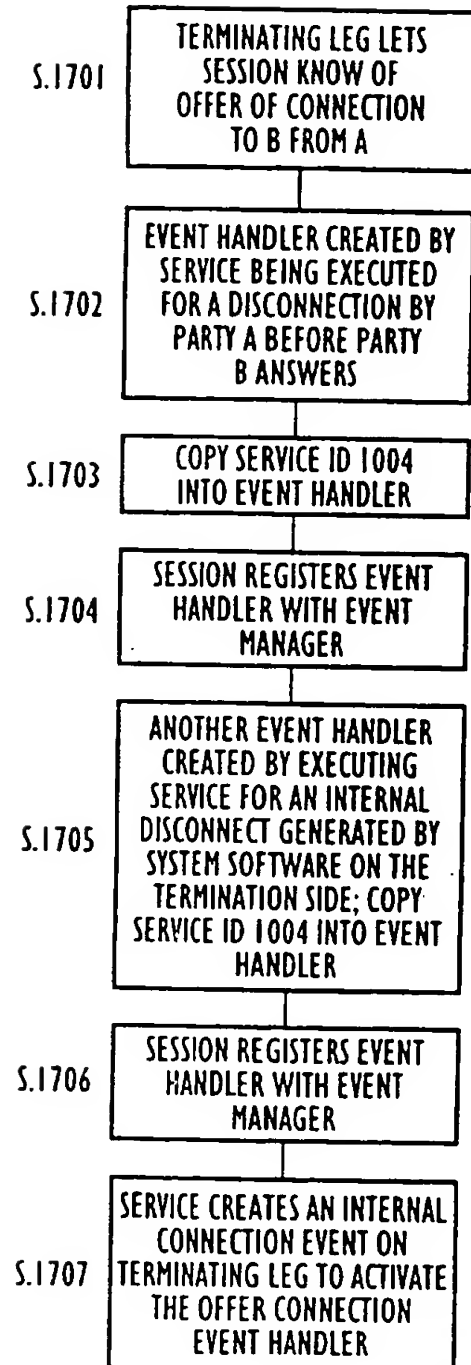 S.1701
TERMINATING LEG LETS
SESSION KNOW OF
OFFER OF CONNECTION
TO B FROM A
S.1702
EVENT HANDLER CREATED BY
SERVICE BEING EXECUTED
FOR A DISCONNECTION BY
PARTY A BEFORE PARTY
B ANSWERS
S.1703
COPY SERVICE ID 1004
INTO EVENT HANDLER
S.1704
SESSION REGISTERS EVENT
HANDLER WITH EVENT
MANAGER
S.1705
ANOTHER EVENT HANDLER
CREATED BY EXECUTING
SERVICE FOR AN INTERNAL
DISCONNECT GENERATED BY
SYSTEM SOFTWARE ON THE
TERMINATION SIDE; COPY
SERVICE ID 1004 INTO EVENT
HANDLER
S.1706
SESSION REGISTERS EVENT
HANDLER WITH EVENT
MANAGER
S.1707
SERVICE CREATES AN INTERNAL
CONNECTION EVENT ON
TERMINATING LEG TO ACTIVATE
THE OFFER CONNECTION
EVENT HANDLER